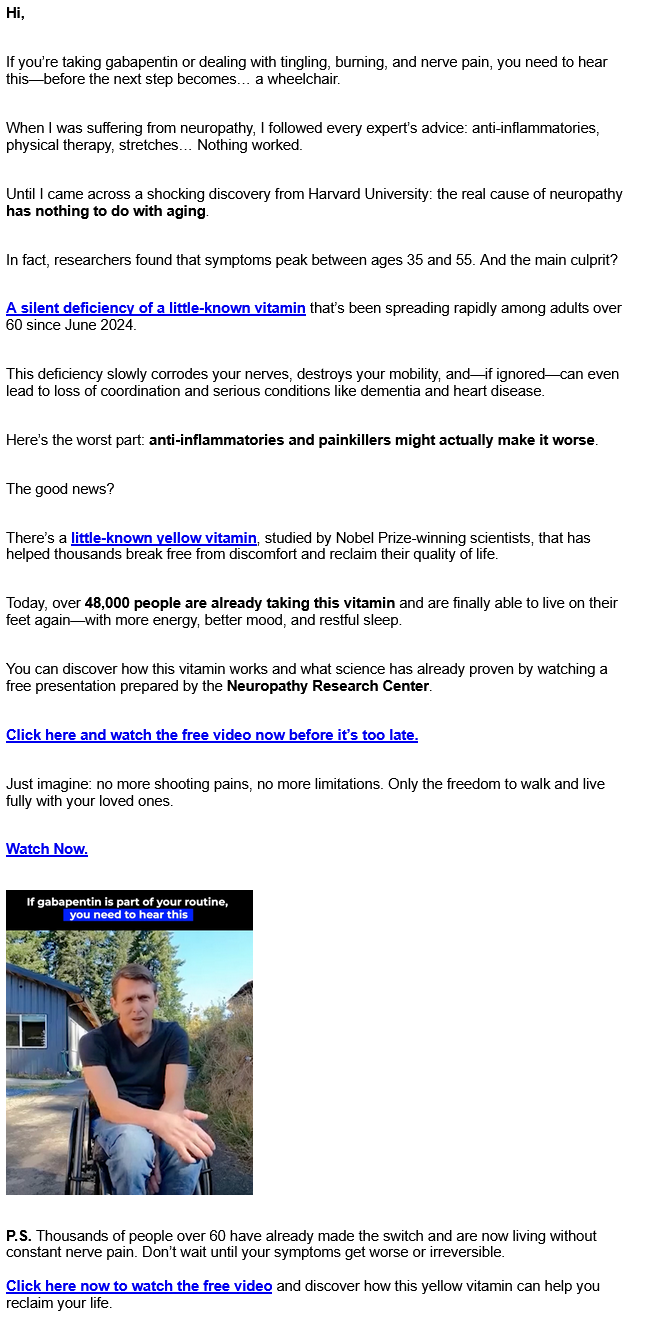 Hi,
If you’re taking gabapentin or dealing with tingling, burning, and nerve pain, you need to hear
this—before the next step becomes… a wheelchair.
When I was suffering from neuropathy, I followed every expert’s advice: anti-inflammatories,
physical therapy, stretches… Nothing worked.
Until I came across a shocking discovery from Harvard University: the real cause of neuropathy
has nothing to do with aging.
In fact, researchers found that symptoms peak between ages 35 and 55. And the main culprit?
A silent deficiency of a little-known vitamin that’s been spreading rapidly among adults over
60 since June 2024.
This deficiency slowly corrodes your nerves, destroys your mobility, and—if ignored—can even
lead to loss of coordination and serious conditions like dementia and heart disease.
Here’s the worst part: anti-inflammatories and painkillers might actually make it worse.
The good news?
There’s a little-known yellow vitamin, studied by Nobel Prize-winning scientists, that has
helped thousands break free from discomfort and reclaim their quality of life.
Today, over 48,000 people are already taking this vitamin and are finally able to live on their
feet again—with more energy, better mood, and restful sleep.
You can discover how this vitamin works and what science has already proven by watching a
free presentation prepared by the Neuropathy Research Center.
Click here and watch the free video now before it’s too late.
Just imagine: no more shooting pains, no more limitations. Only the freedom to walk and live
fully with your loved ones.
Watch Now.
If gabapentin is part of your routine,
you need to hear this
P.S. Thousands of people over 60 have already made the switch and are now living without
constant nerve pain. Don’t wait until your symptoms get worse or irreversible.
Click here now to watch the free video and discover how this yellow vitamin can help you
reclaim your life.